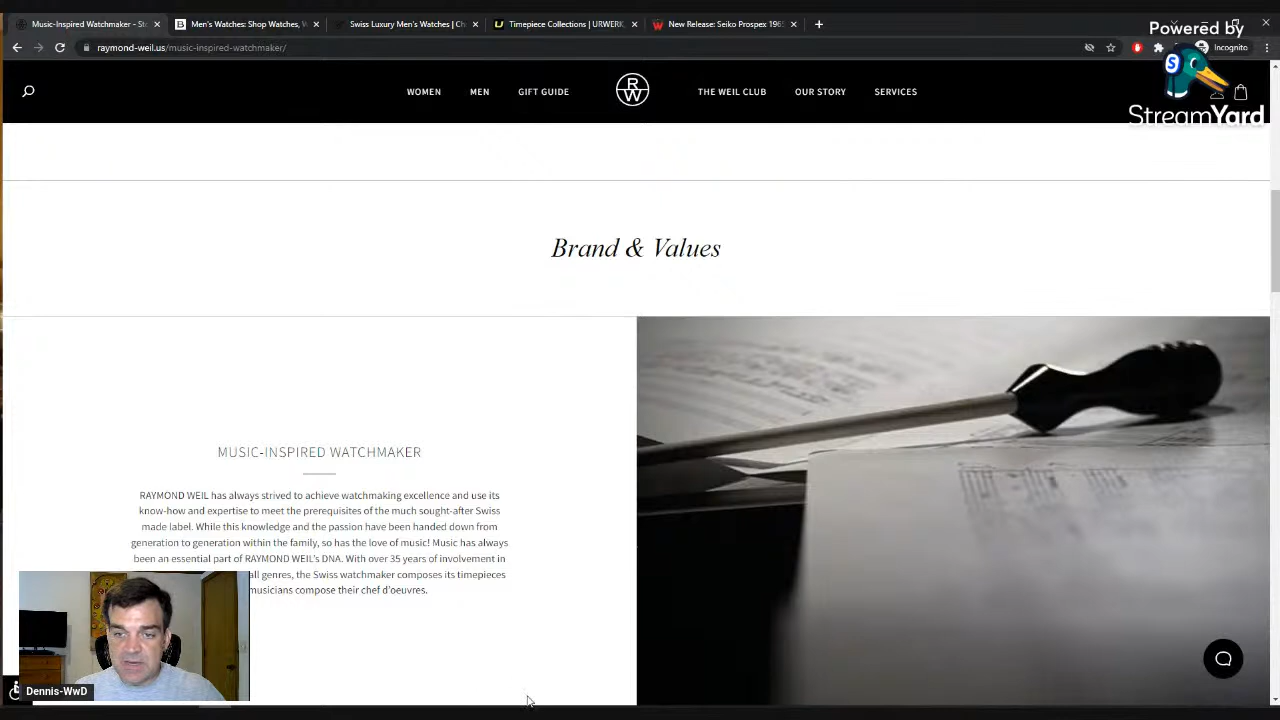 Music-Inspired Watchmaker - St
Men's Watches: Shop Watches, W
Swiss Luxury Men's Watches | Ch
Timepiece Collections | URWERK
New Release: Seiko Prospex 196
Powered by
raymond-weil.us/music-inspired-watchmaker/
Incognito
S
StreamYard
WOMEN
MEN
GIFT GUIDE
RW
THE WEIL CLUB
OUR STORY
SERVICES
Brand & Values
MUSIC-INSPIRED WATCHMAKER
RAYMOND WEIL has always strived to achieve watchmaking excellence and use its
know-how and expertise to meet the prerequisites of the much sought-after Swiss
made label. While this knowledge and the passion have been handed down from
generation to generation within the family, so has the love of music! Music has always
been an essential part of RAYMOND WEIL's DNA. With over 35 years of involvement in
all genres, the Swiss watchmaker composes its timepieces
musicians compose their chef d'oeuvres.
Dennis-WwD